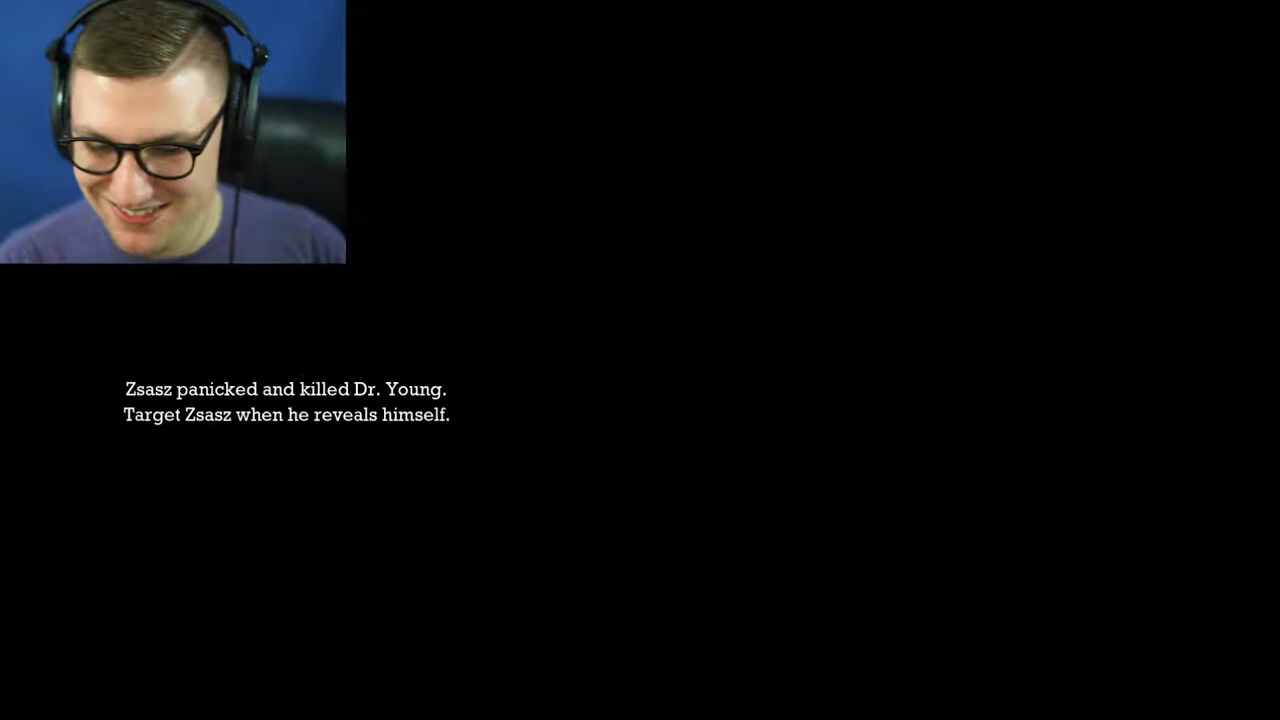 Zsasz panicked and killed Dr. Young.
Target Zsasz when he reveals himself.